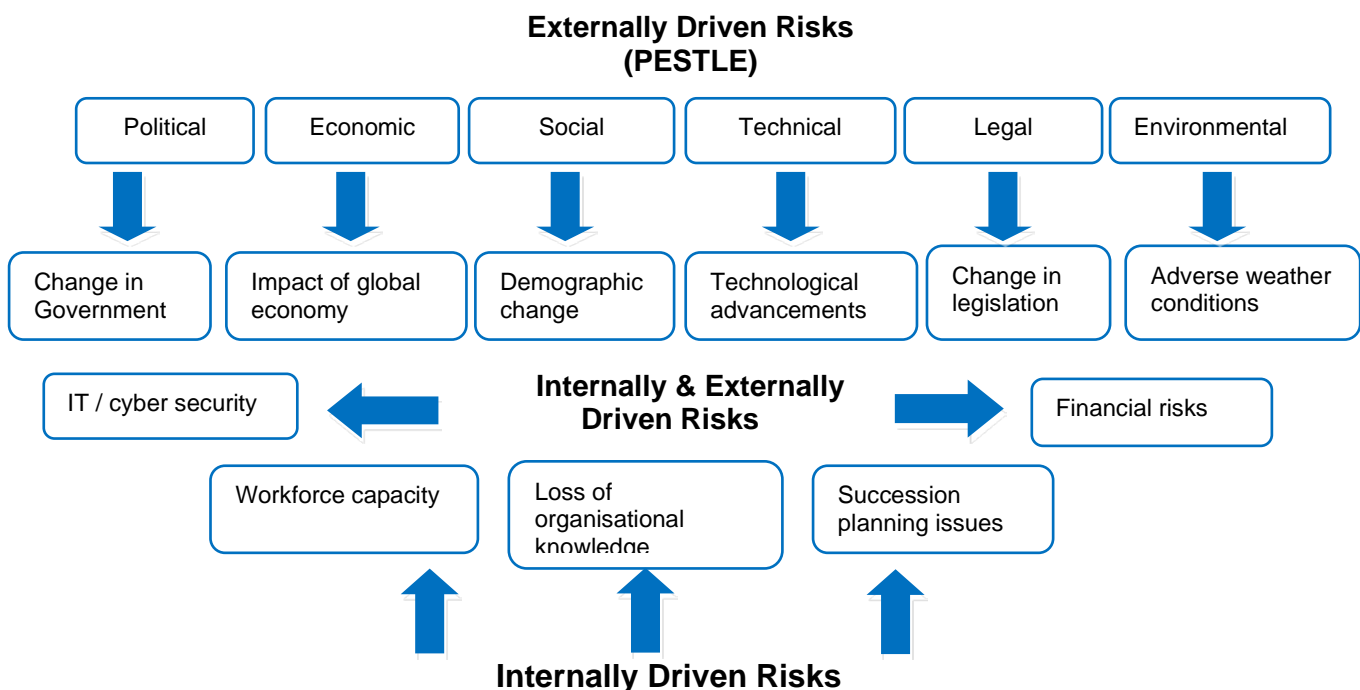 Externally Driven Risks
(PESTLE)
Political
Economic
Social
Technical
Legal
Environmental
Change in
Government
Impact of global
economy
Demographic
change
Technological
advancements
Change in
legislation
Adverse weather
conditions
IT / cyber security
Internally & Externally
Driven Risks
Financial risks
Workforce capacity
Loss of
organisational
knowledge
Succession
planning issues
Internally Driven Risks